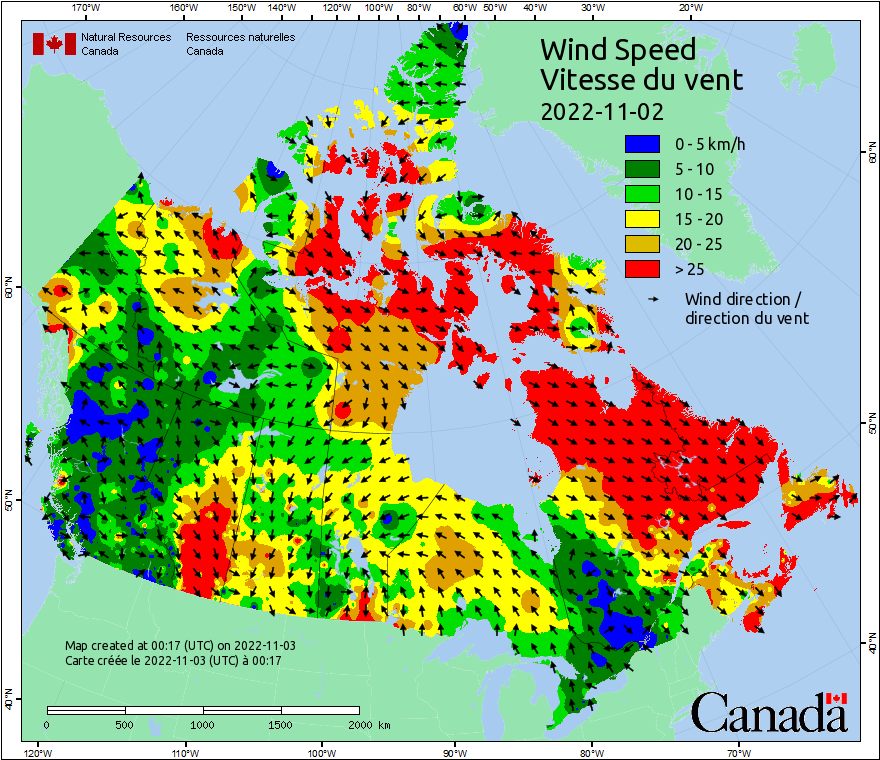 170°W 160°W 150°W 140°W 130°W 120°W 110°W 100°W 90°W 80°W 70°W 60°W 50°W 40°W 30°W 20°W
Natural Resources Ressources naturelles
Canada Canada
Wind Speed
Vitesse du vent
2022-11-02
0 - 5 km/h
5 - 10
10 - 15
15 - 20
20 - 25
> 25
Wind direction /
direction du vent
60°N
60°N
50°N
50°N
40°N
40°N
Map created at 00:17 (UTC) on 2022-11-03
Carte créée le 2022-11-03 (UTC) à 00:17
0 500 1000 1500 2000 km
Canada
120°W 110°W 100°W 90°W 80°W 70°W